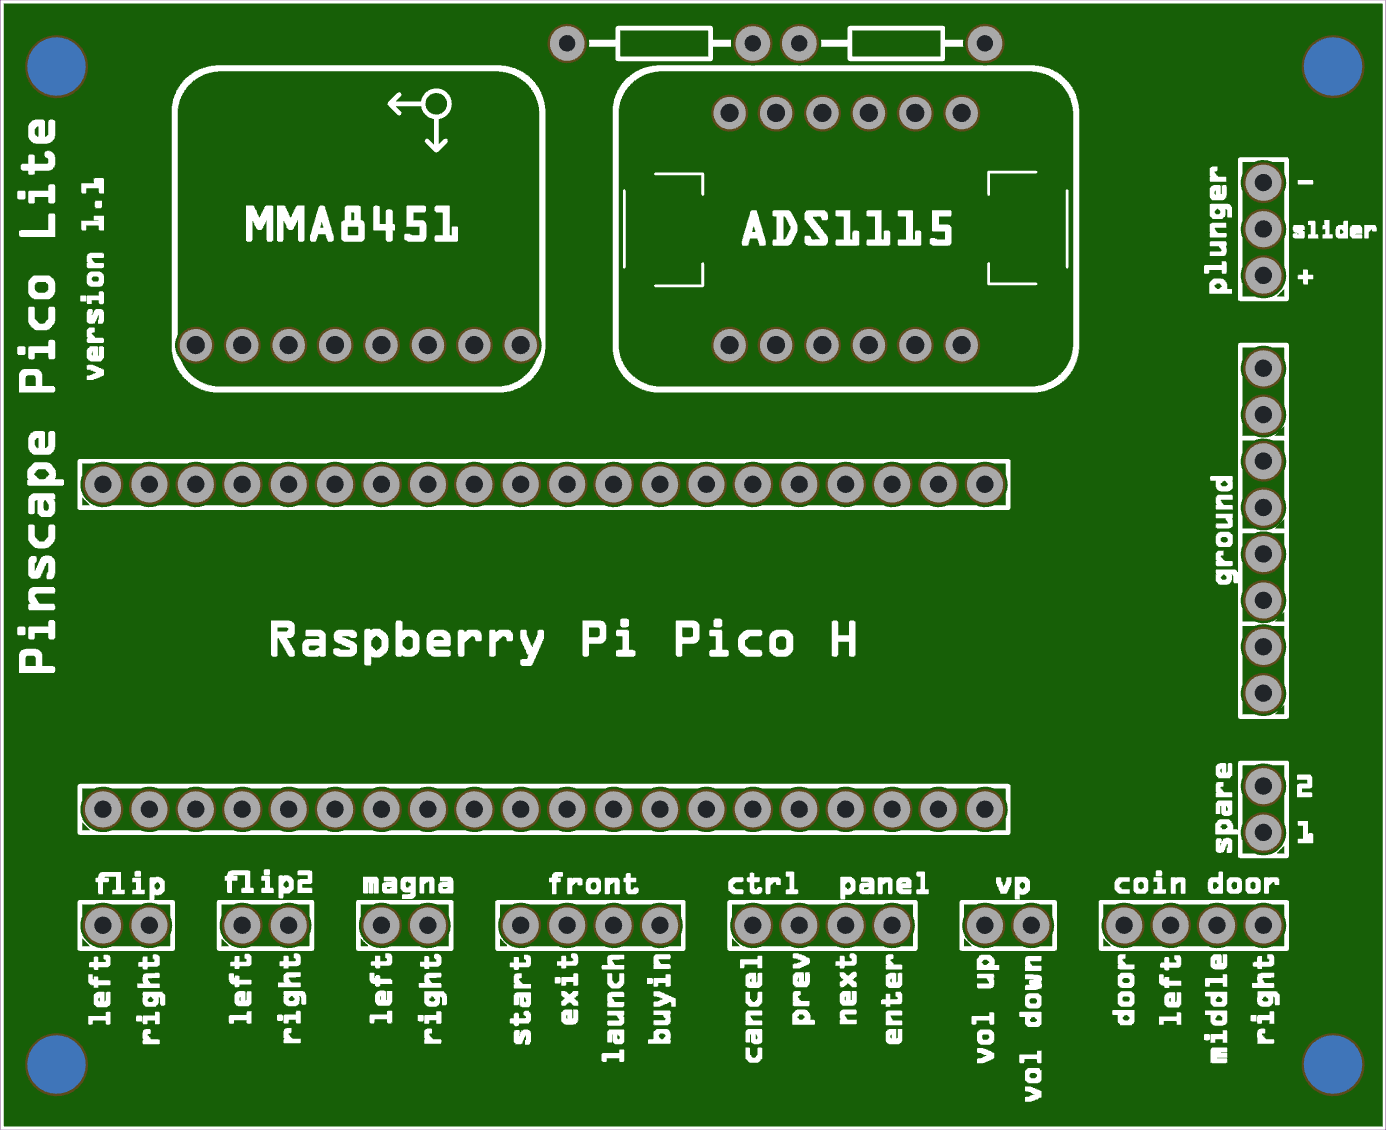 Pinscape Pico Lite
version 1.1
MMA8451
ADS1115
plunger
-
slider
+
ground
Raspberry Pi Pico H
spare
2
1
flip
flip2
magna
front
ctrl panel
vp
coin door
left
right
left
right
left
right
start
exit
launch
buyin
cancel
prev
next
enter
vol up
vol down
door
left
middle
right